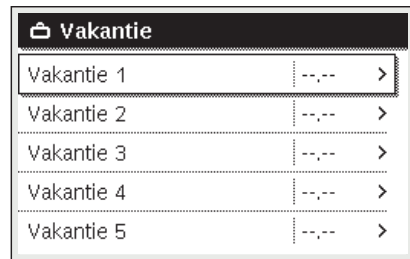 Vakantie
Vakantie 1 --.-- >
Vakantie 2 --.-- >
Vakantie 3 --.-- >
Vakantie 4 --.-- >
Vakantie 5 --.-- >